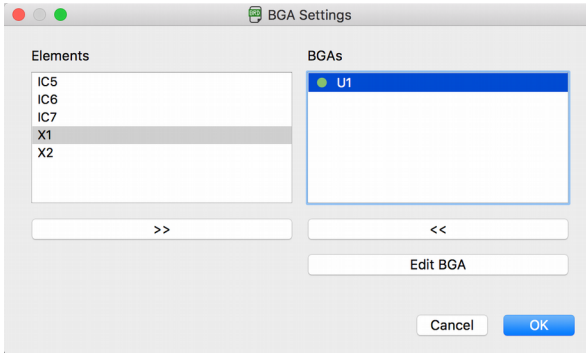 BGA Settings
Elements
BGAs
IC5
IC6
IC7
X1
X2
U1
>>
<<
Edit BGA
Cancel
OK